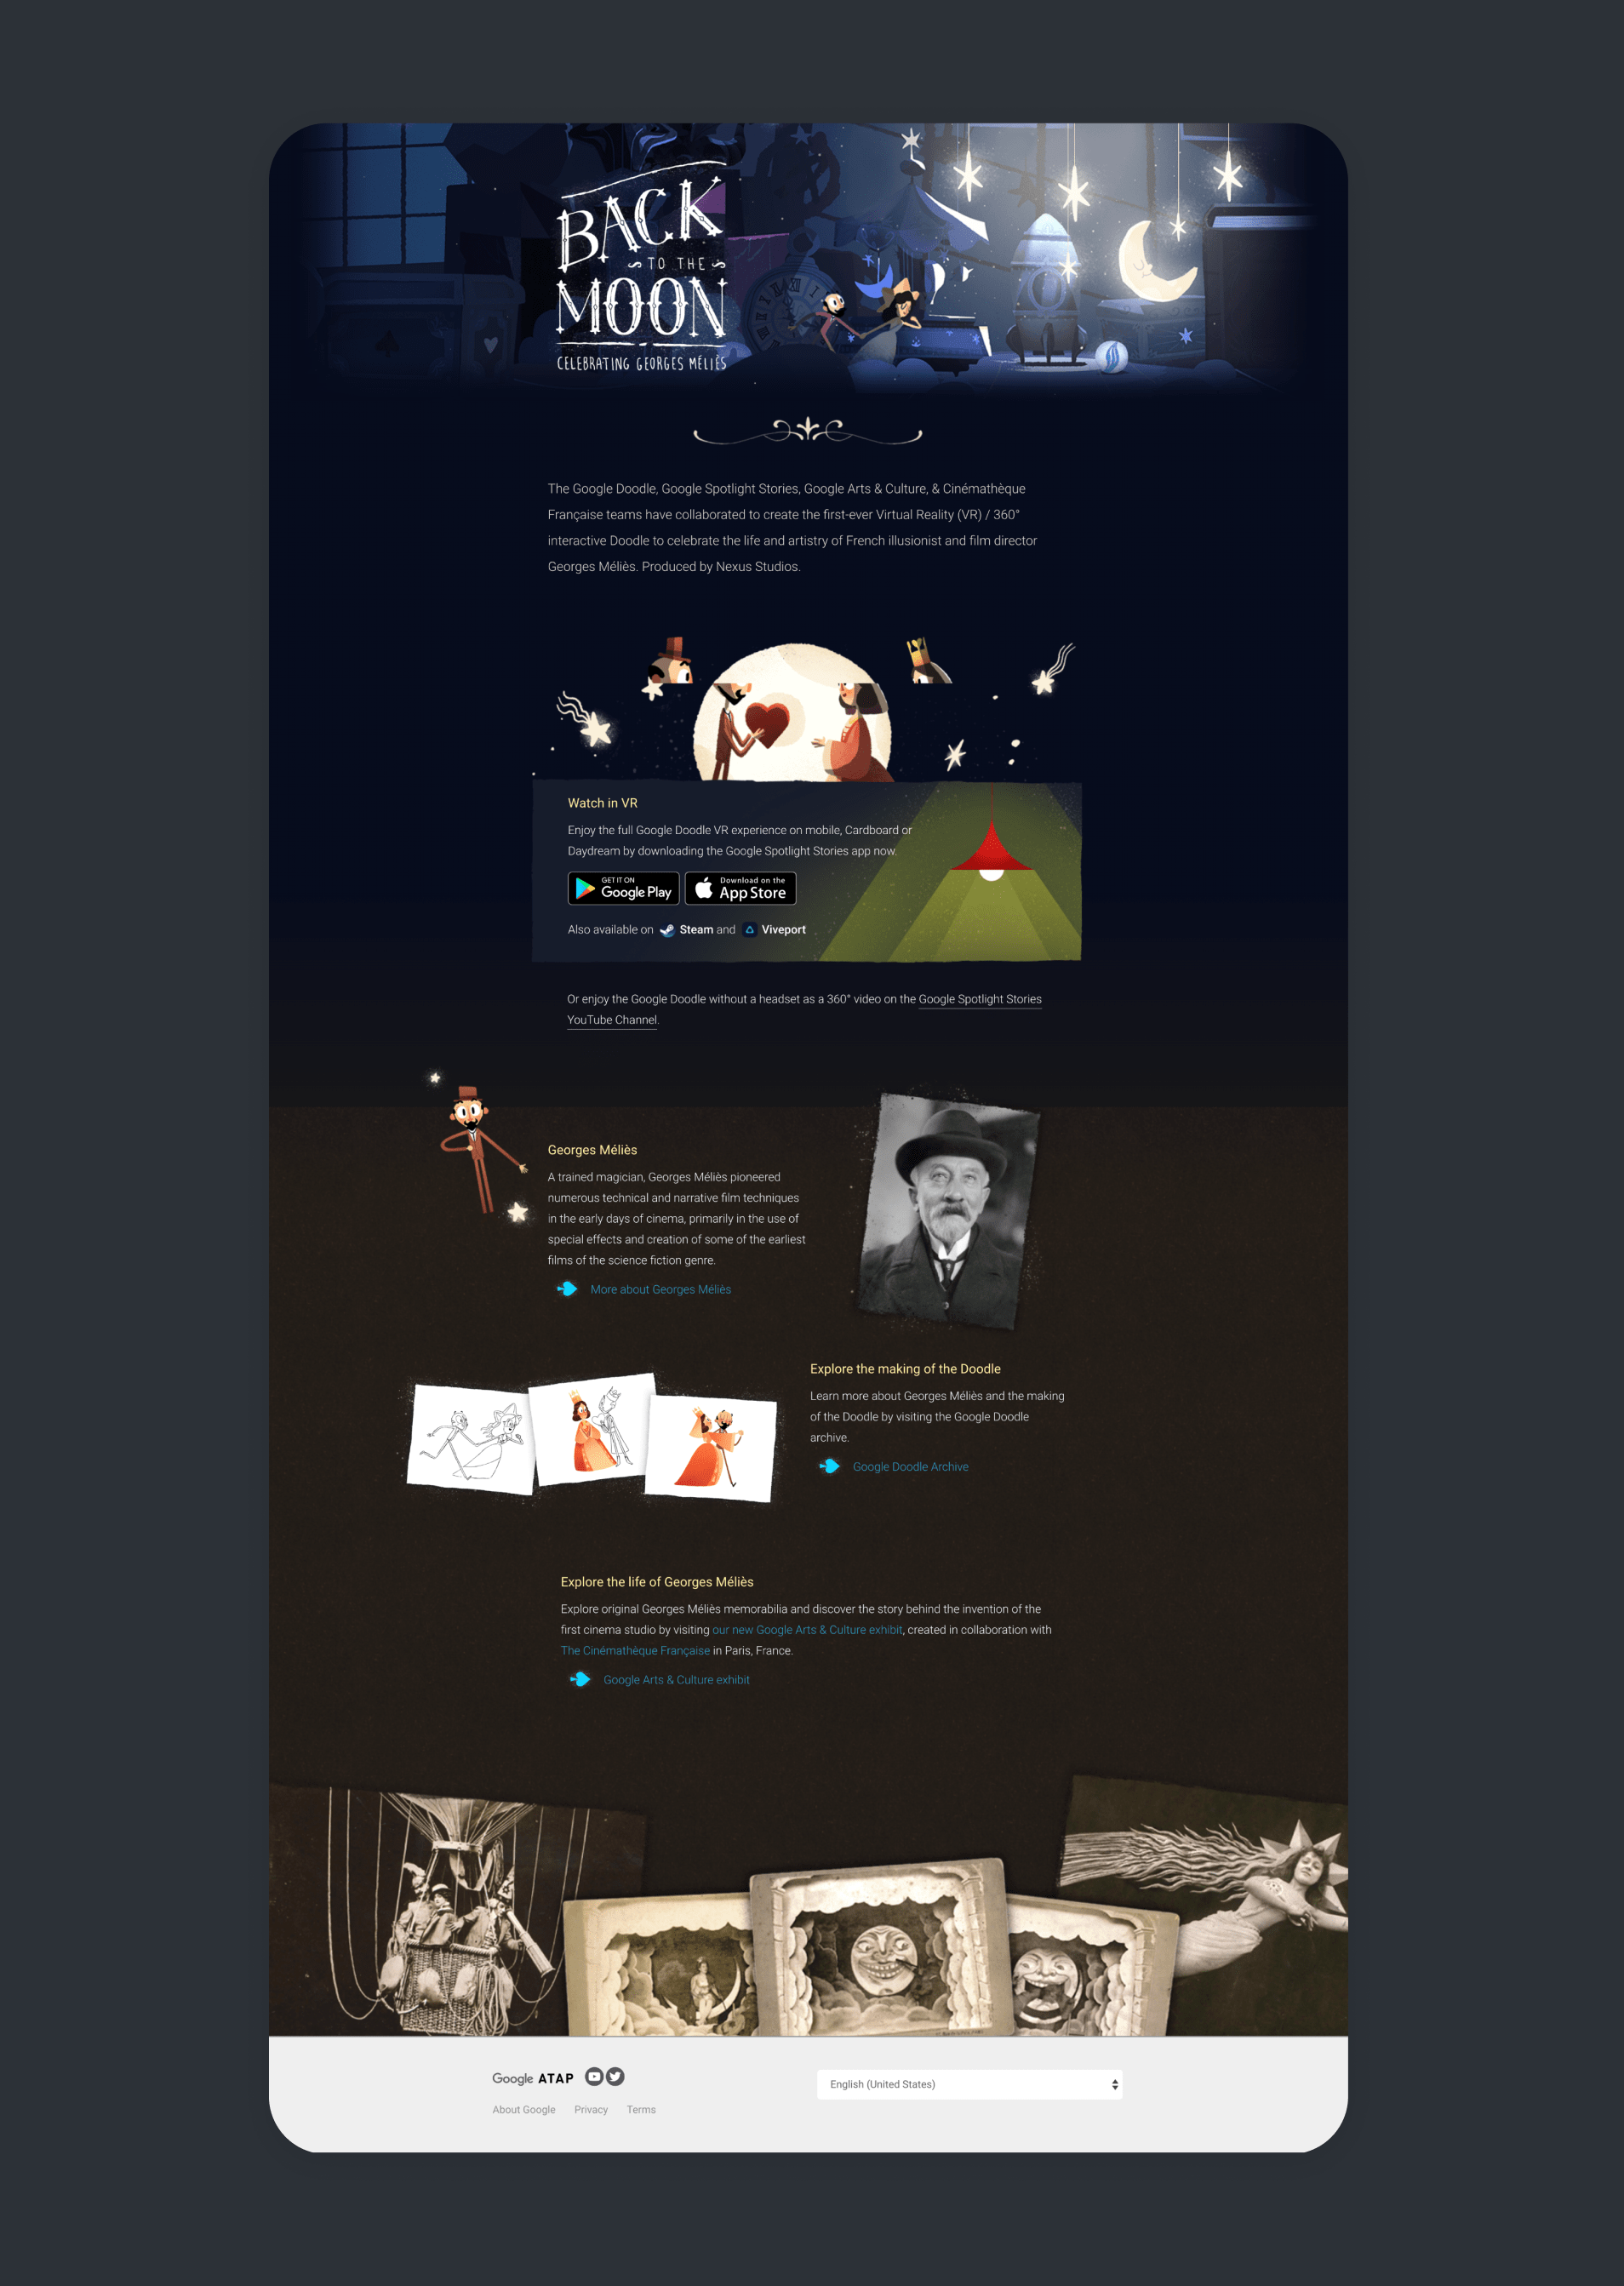 BACK
TO THE
MOON
CELEBRATING GEORGES MÉLIÈS
The Google Doodle, Google Spotlight Stories, Google Arts & Culture, & Cinémathèque
Française teams have collaborated to create the first-ever Virtual Reality (VR) / 360°
interactive Doodle to celebrate the life and artistry of French illusionist and film director
Georges Méliès. Produced by Nexus Studios.
Watch in VR
Enjoy the full Google Doodle VR experience on mobile, Cardboard or
Daydream by downloading the Google Spotlight Stories app now.
GET IT ON
Google Play
Download on the
App Store
Also available on Steam and Viveport
Or enjoy the Google Doodle without a headset as a 360° video on the Google Spotlight Stories
YouTube Channel.
Georges Méliès
A trained magician, Georges Méliès pioneered
numerous technical and narrative film techniques
in the early days of cinema, primarily in the use of
special effects and creation of some of the earliest
films of the science fiction genre.
More about Georges Méliès
Explore the making of the Doodle
Learn more about Georges Méliès and the making
of the Doodle by visiting the Google Doodle
archive.
Google Doodle Archive
Explore the life of Georges Méliès
Explore original Georges Méliès memorabilia and discover the story behind the invention of the
first cinema studio by visiting our new Google Arts & Culture exhibit, created in collaboration with
The Cinémathèque Française in Paris, France.
Google Arts & Culture exhibit
Google ATAP
English (United States)
About Google Privacy Terms